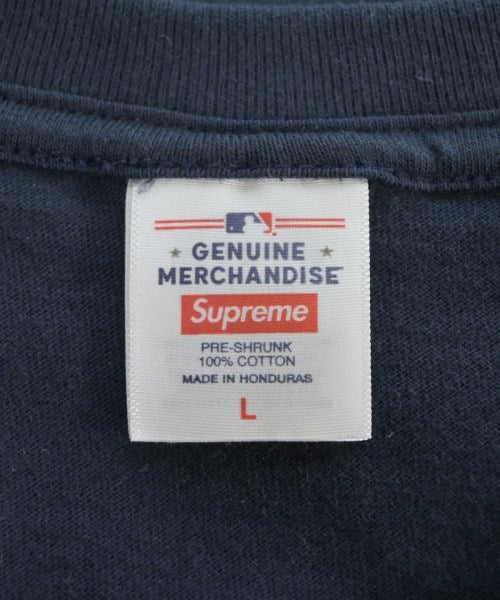 GENUINE
MERCHANDISE
Supreme
PRE-SHRUNK
100% COTTON
MADE IN HONDURAS
L